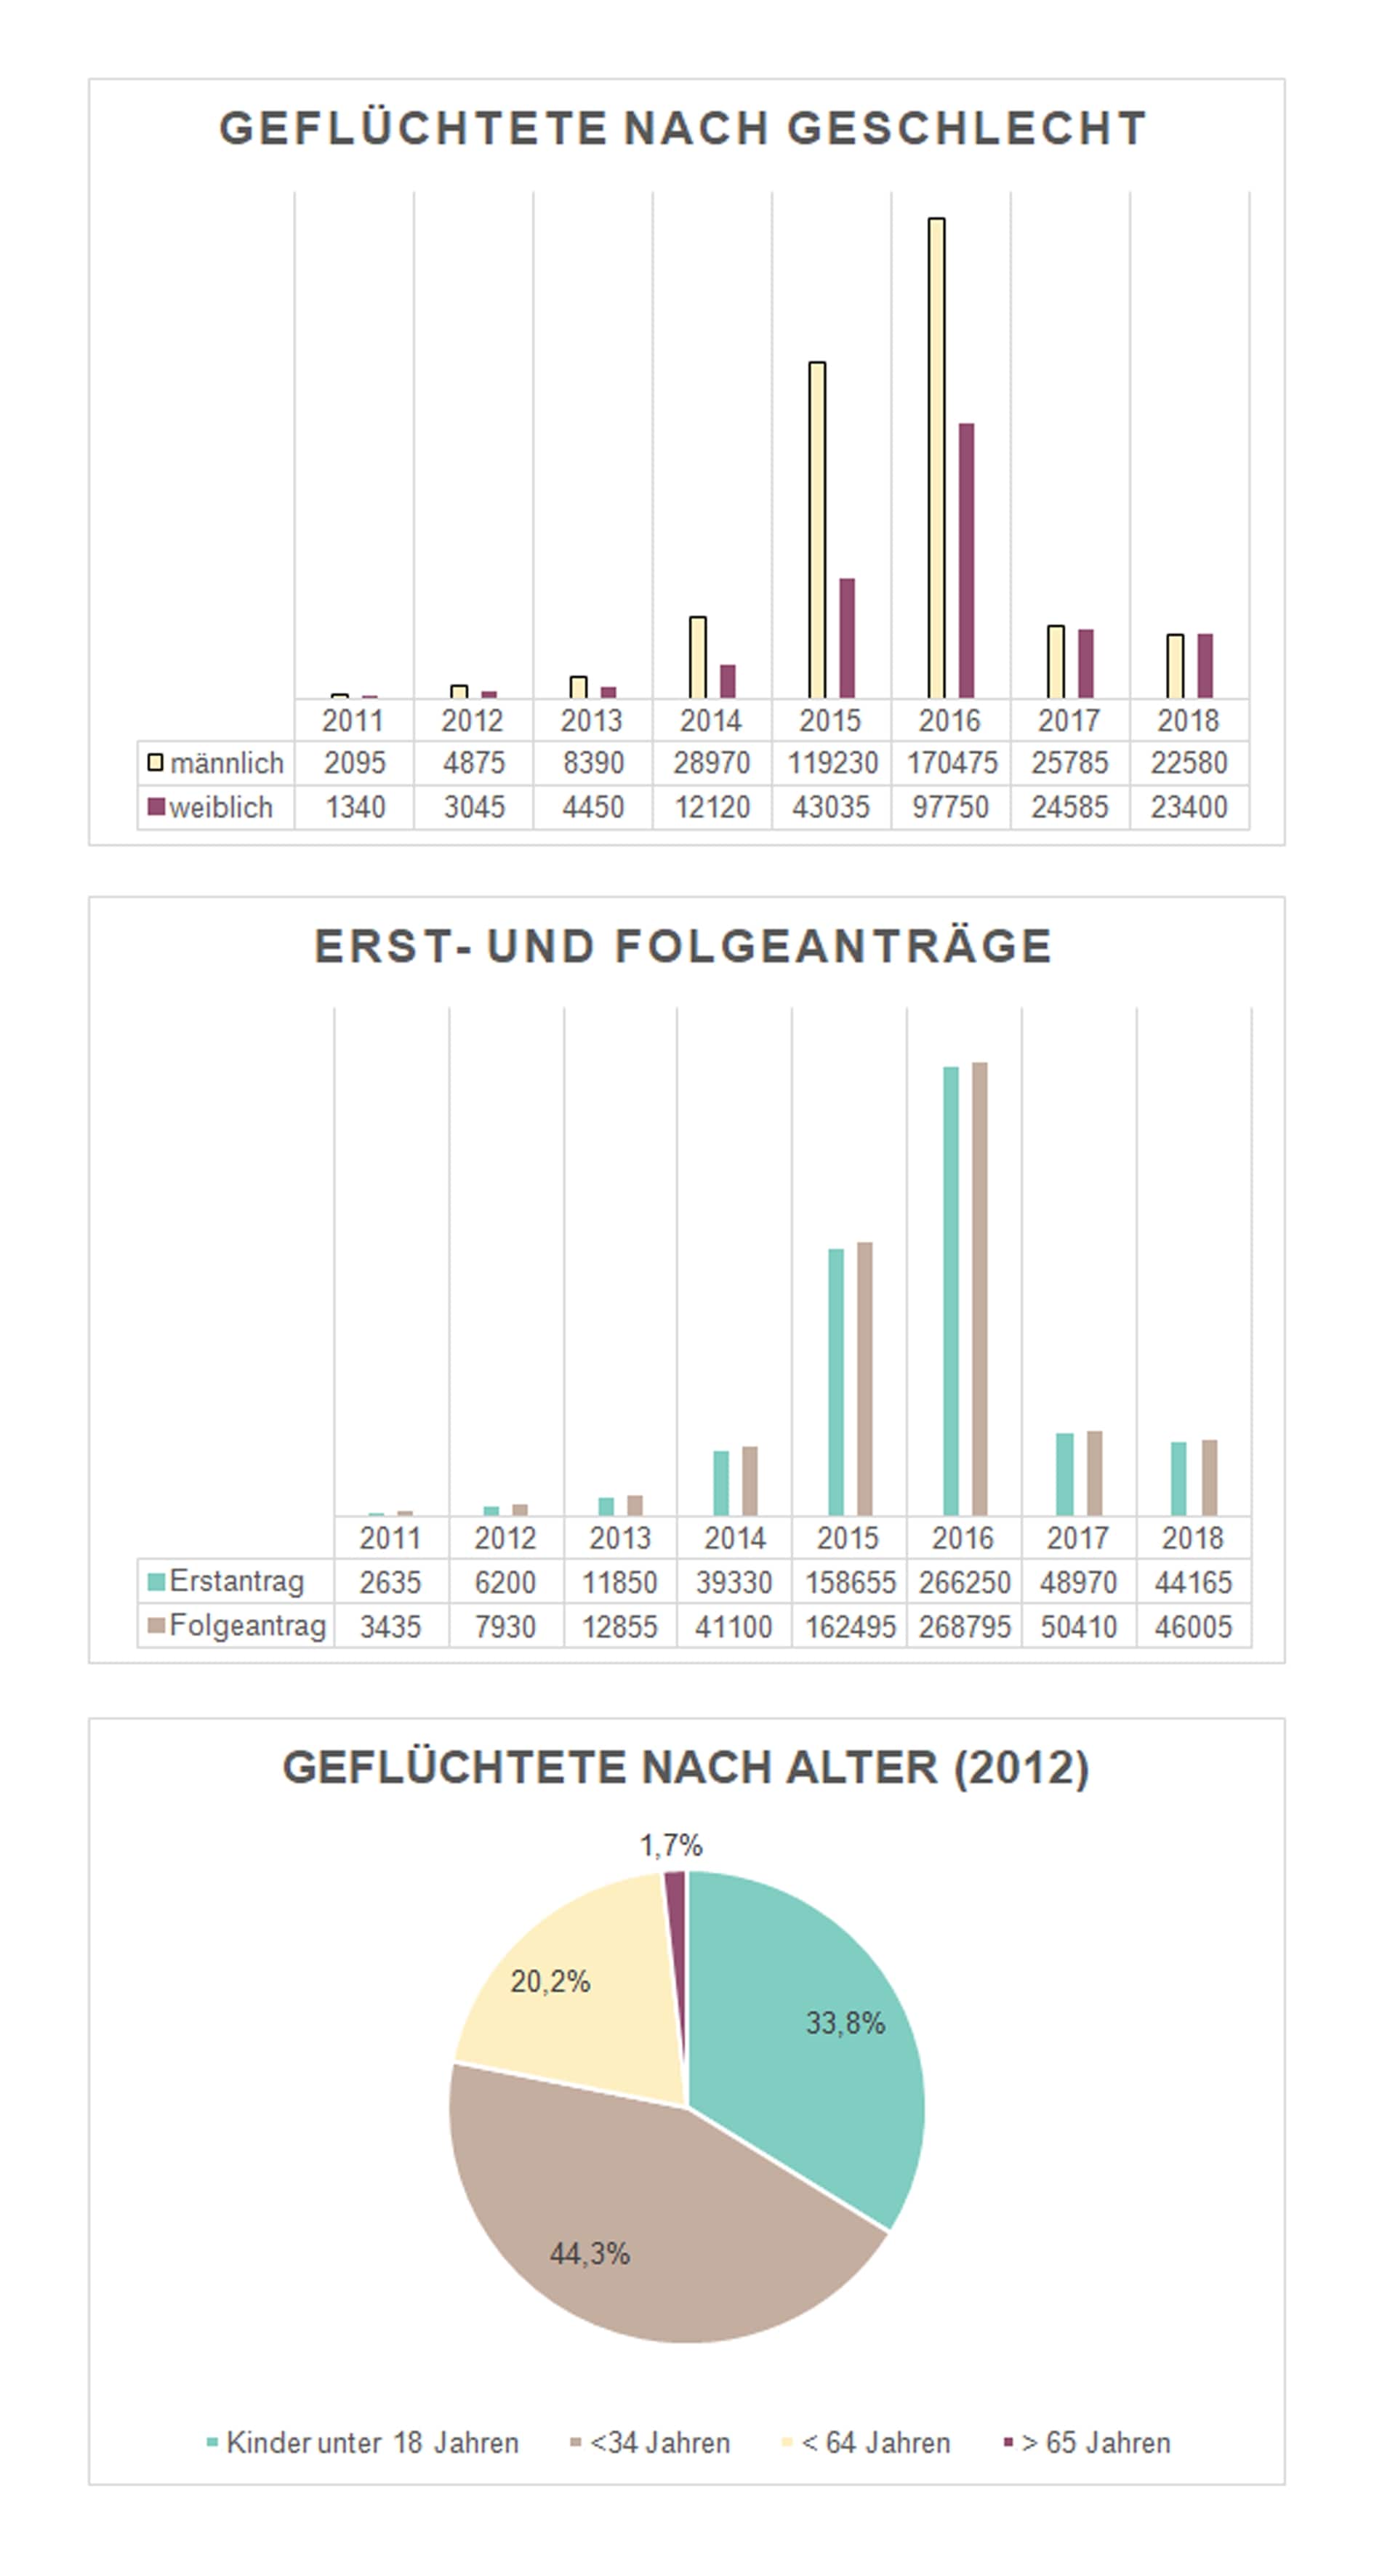 GEFLÜCHTETE NACH GESCHLECHT
2011 2012 2013 2014 2015 2016 2017 2018
männlich 2095 4875 8390 28970 119230 170475 25785 22580
weiblich 1340 3045 4450 12120 43035 97750 24585 23400
ERST- UND FOLGEANTRÄGE
2011 2012 2013 2014 2015 2016 2017 2018
Erstantrag 2635 6200 11850 39330 158655 266250 48970 44165
Folgeantrag 3435 7930 12855 41100 162495 268795 50410 46005
GEFLÜCHTETE NACH ALTER (2012)
1,7%
20,2%
33,8%
44,3%
Kinder unter 18 Jahren <34 Jahren < 64 Jahren > 65 Jahren